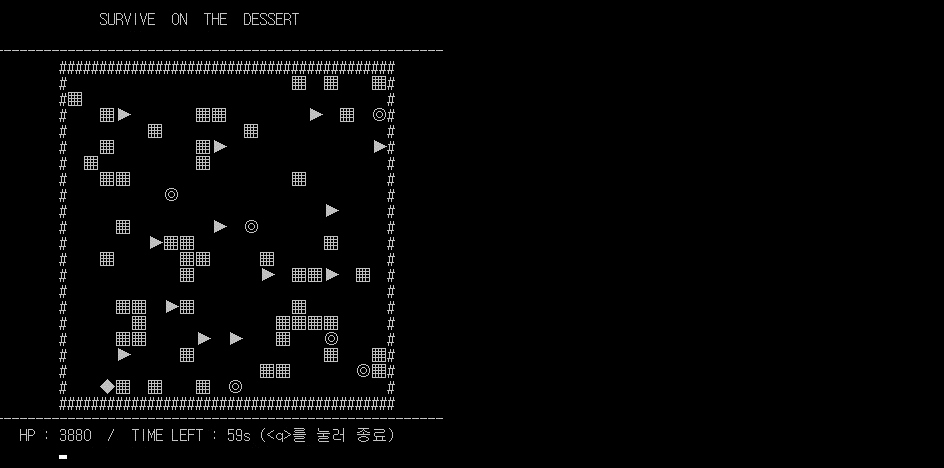 SURVIVE ON THE DESSERT
HP : 3880 / TIME LEFT : 59s (<q>를 눌러 종료)